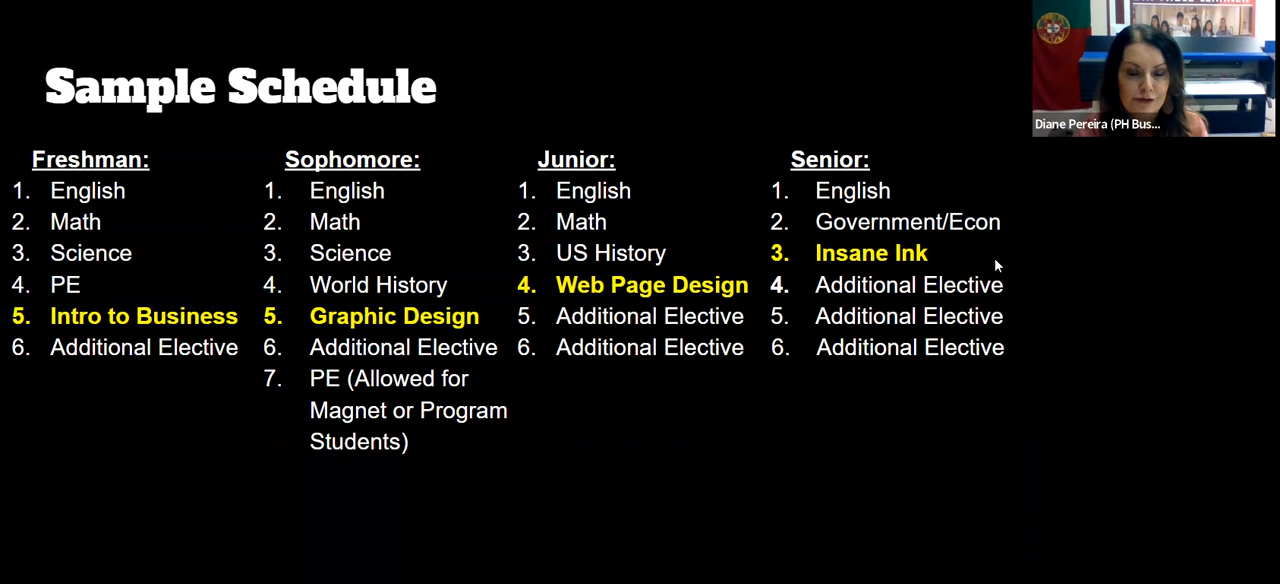 Sample Schedule
Diane Pereira (PH Bus...
Freshman:
1. English
2. Math
3. Science
4. PE
5. Intro to Business
6. Additional Elective
Sophomore:
1. English
2. Math
3. Science
4. World History
5. Graphic Design
6. Additional Elective
7. PE (Allowed for
Magnet or Program
Students)
Junior:
1. English
2. Math
3. US History
4. Web Page Design
5. Additional Elective
6. Additional Elective
Senior:
1. English
2. Government/Econ
3. Insane Ink
4. Additional Elective
5. Additional Elective
6. Additional Elective